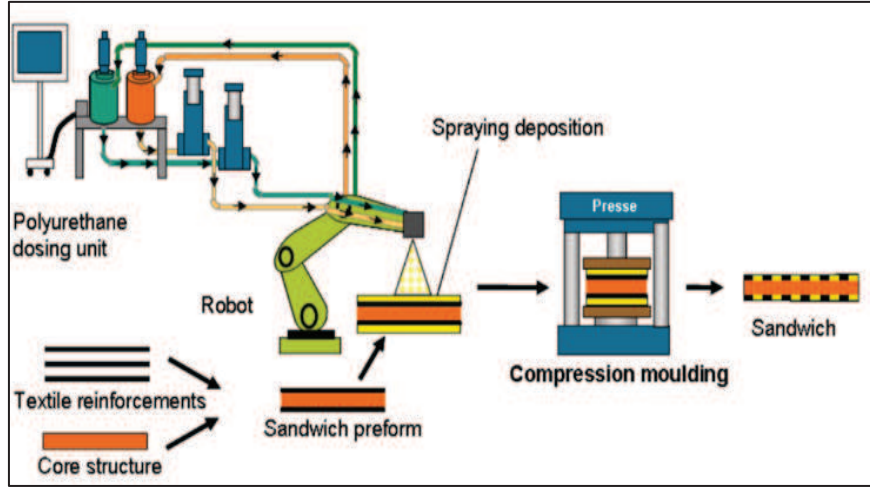 Spraying deposition
Polyurethane
dosing unit
Presse
Robot
Sandwich
Compression moulding
Textile reinforcements
Sandwich preform
Core structure